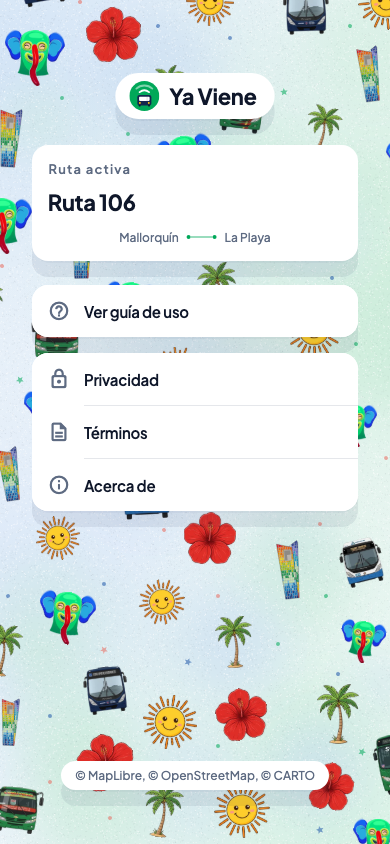 Ya Viene
Ruta activa
Ruta 106
Mallorquín La Playa
Ver guía de uso
Privacidad
Términos
Acerca de
© MapLibre, © OpenStreetMap, © CARTO